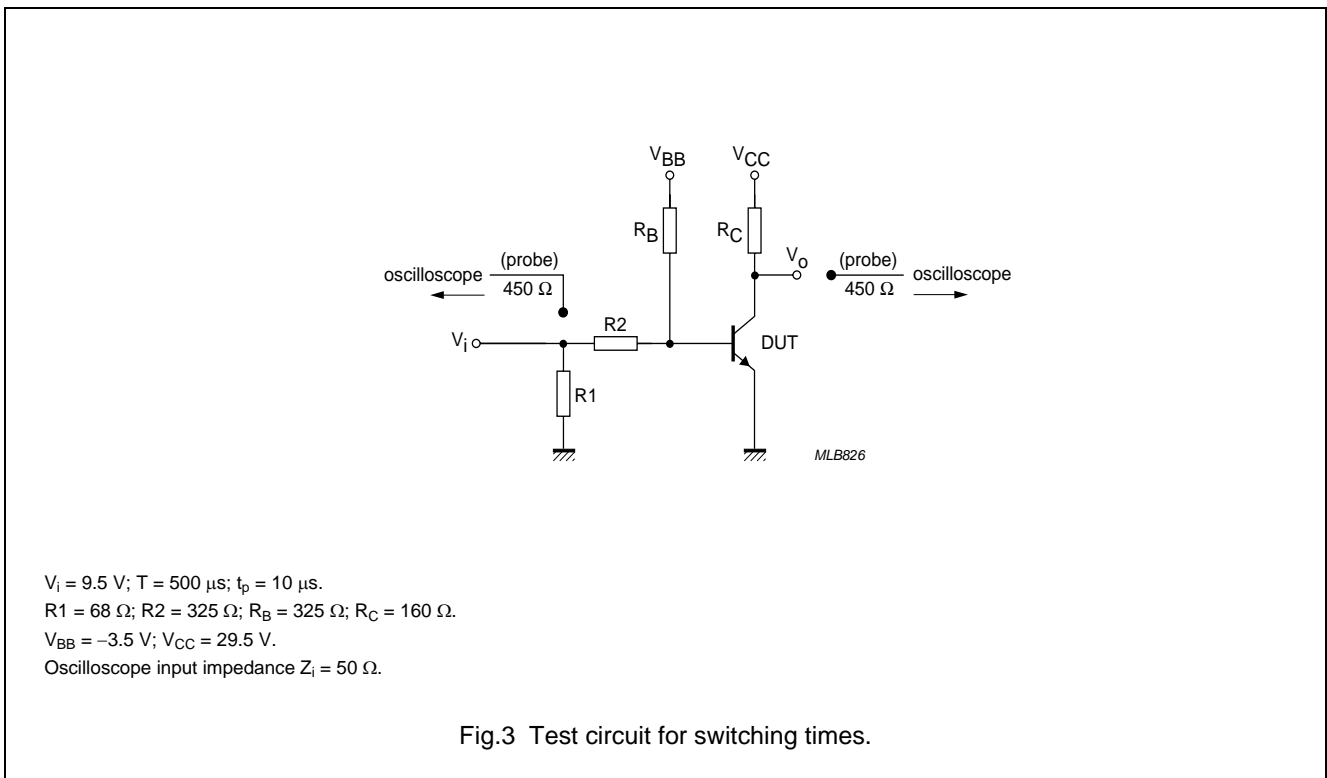 VBB VCC
RB RC
Vo
(probe) (probe)
oscilloscope oscilloscope
450 Ω 450 Ω
R2
Vi DUT
R1
MLB826
Vi = 9.5 V; T = 500 μs; tp = 10 μs.
R1 = 68 Ω; R2 = 325 Ω; RB = 325 Ω; RC = 160 Ω.
VBB = −3.5 V; VCC = 29.5 V.
Oscilloscope input impedance Zi = 50 Ω.
Fig.3 Test circuit for switching times.